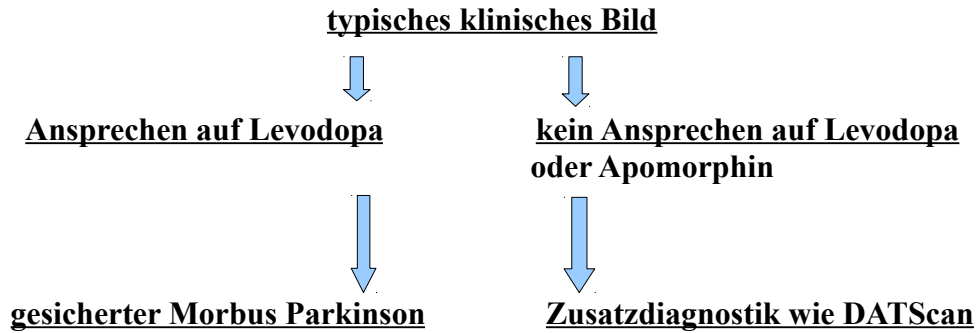 typisches klinisches Bild
Ansprechen auf Levodopa
kein Ansprechen auf Levodopa
oder Apomorphin
gesicherter Morbus Parkinson
Zusatzdiagnostik wie DATScan